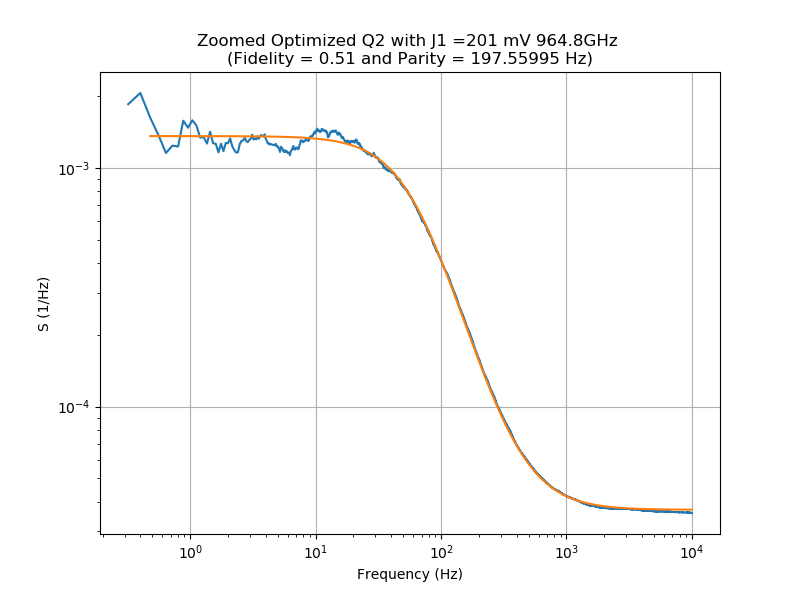 Zoomed Optimized Q2 with J1 =201 mV 964.8GHz
(Fidelity = 0.51 and Parity = 197.55995 Hz)
S (1/Hz)
10⁻³
10⁻⁴
10⁰ 10¹ 10² 10³ 10⁴
Frequency (Hz)